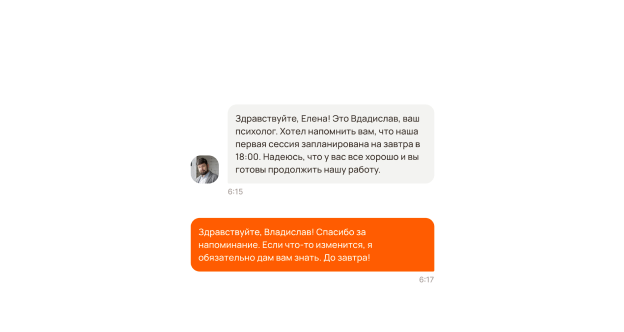 Здравствуйте, Елена! Это Вдадислав, ваш
психолог. Хотел напомнить вам, что наша
первая сессия запланирована на завтра в
18:00. Надеюсь, что у вас все хорошо и вы
готовы продолжить нашу работу.
6:15
Здравствуйте, Владислав! Спасибо за
напоминание. Если что-то изменится, я
обязательно дам вам знать. До завтра!
6:17